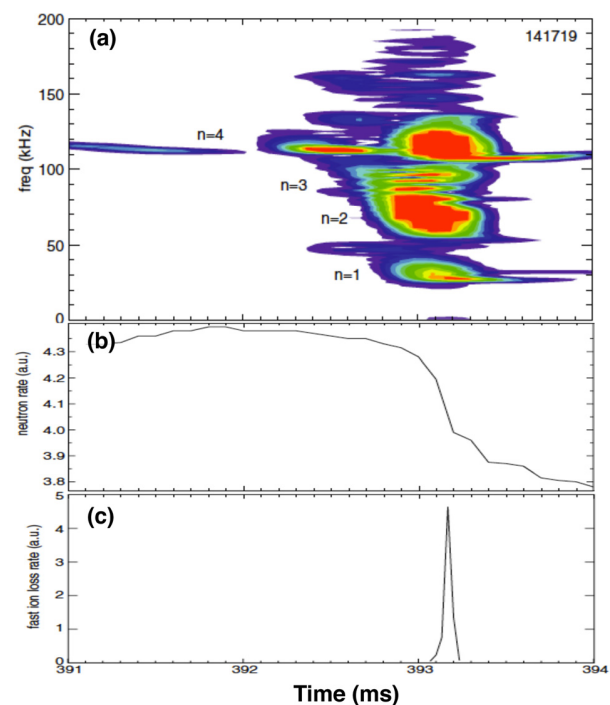 (a)
141719
200
150
100
50
0
freq (kHz)
n=4
n=3
n=2
n=1
(b)
4.3
4.2
4.1
4.0
3.9
3.8
neutron rate (a.u.)
(c)
5
4
3
2
1
0
fast ion loss rate (a.u.)
391
392
393
394
Time (ms)